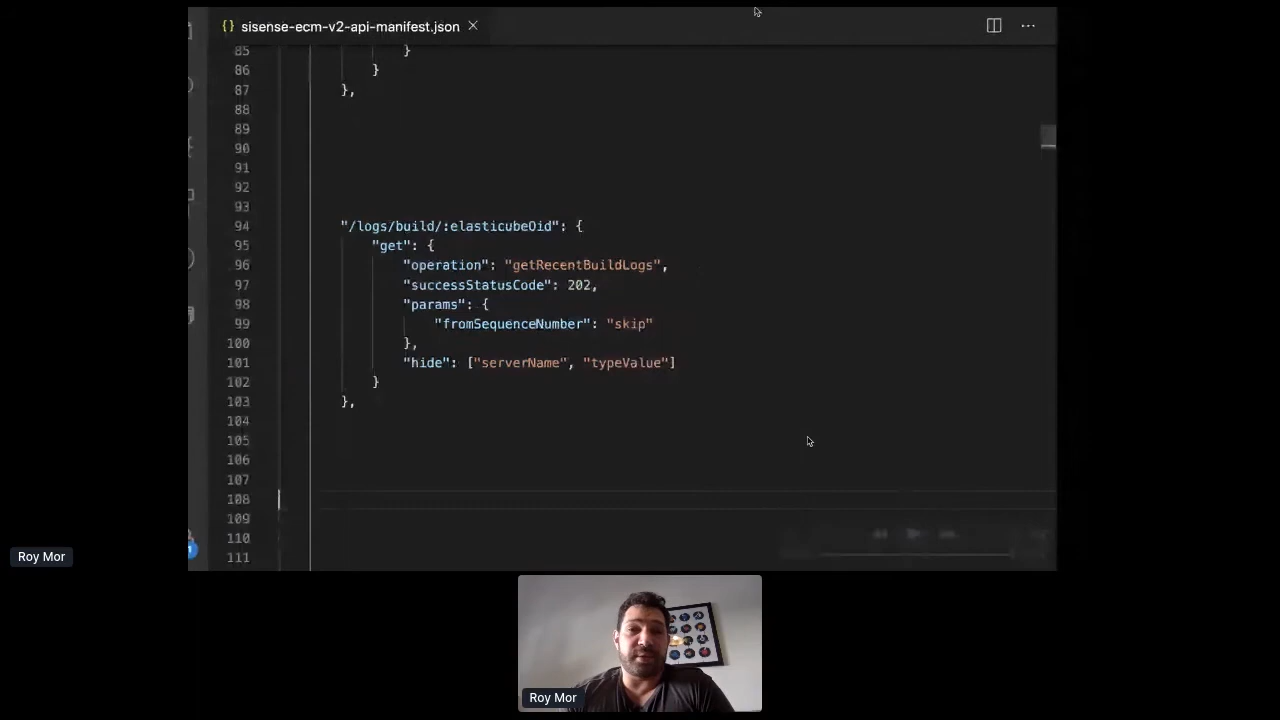 {} sisense-ecm-v2-api-manifest.json
85 }
86 }
87 },
88
89
90
91
92
93
94 "/logs/build/:elasticubeOid": {
95 "get": {
96 "operation": "getRecentBuildLogs",
97 "successStatusCode": 202,
98 "params": {
99 "fromSequenceNumber": "skip"
100 },
101 "hide": ["serverName", "typeValue"]
102 }
103 },
104
105
106
107
108
109
110
111
Roy Mor
Roy Mor